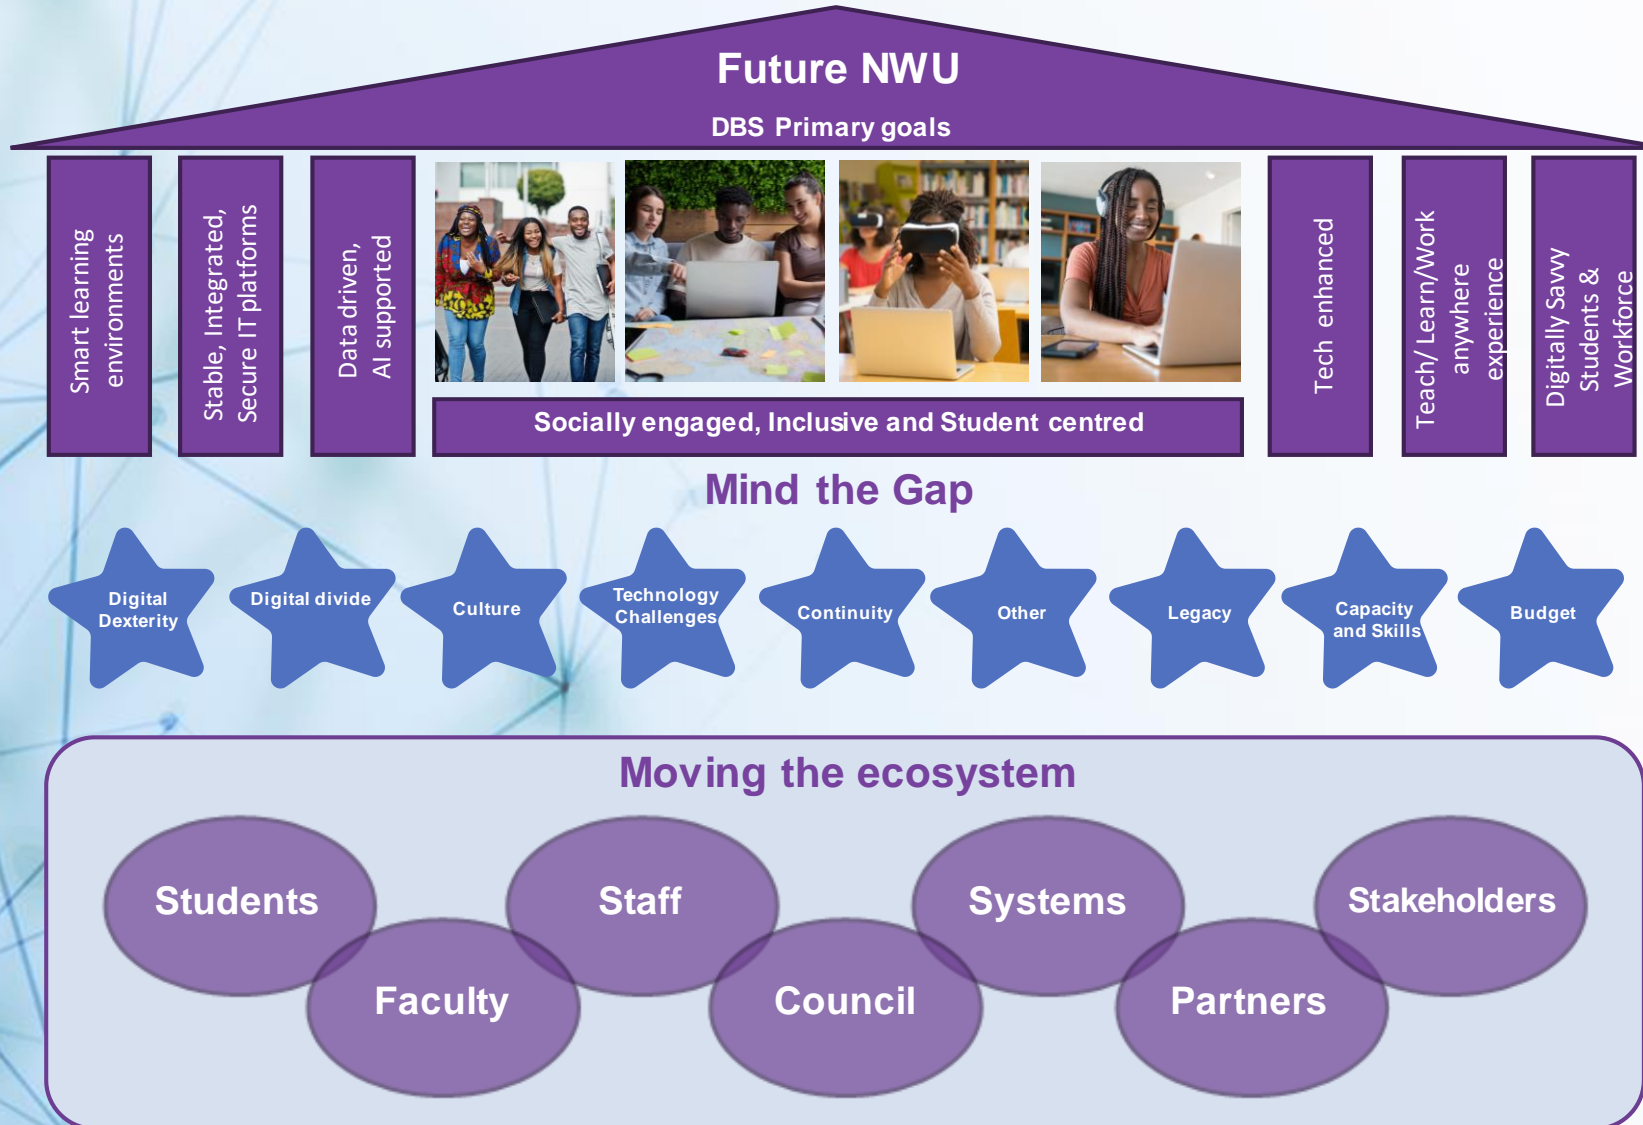 Future NWU
DBS Primary goals
Smart learning
environments
Stable, Integrated,
Secure IT platforms
Data driven,
AI supported
Socially engaged, Inclusive and Student centred
Tech enhanced
Teach/ Learn/Work
anywhere
experience
Digitally Savvy
Students &
Workforce
Mind the Gap
Digital
Dexterity
Digital divide
Culture
Technology
Challenges
Continuity
Other
Legacy
Capacity
and Skills
Budget
Moving the ecosystem
Students
Staff
Systems
Stakeholders
Faculty
Council
Partners